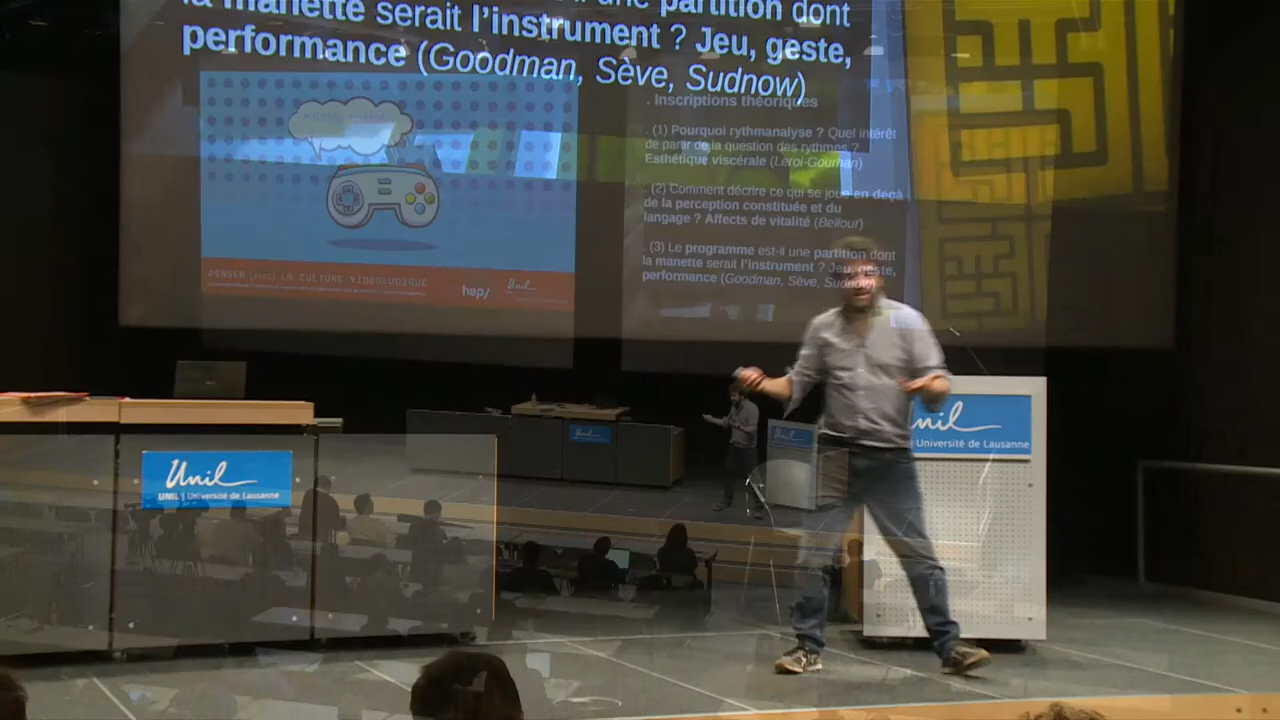 la manette serait l'instrument ? Jeu, geste,
performance (Goodman, Sève, Sudnow)
. Inscriptions théoriques
. (1) Pourquoi rythmanalyse ? Quel intérêt
de partir de la question des rythmes ?
Esthétique viscérale (Leroi-Gourhan)
. (2) Comment décrire ce qui se joue en deçà
de la perception constituée et du
langage ? Affects de vitalité (Bellour)
. (3) Le programme est-il une partition dont
la manette serait l'instrument ? Jeu, geste,
performance (Goodman, Sève, Sudnow)
PENSER (AVEC) LA CULTURE VIDÉOLUDIQUE
hep/
Unil
Unil
UNIL | Université de Lausanne
Unil
unil
Université de Lausanne